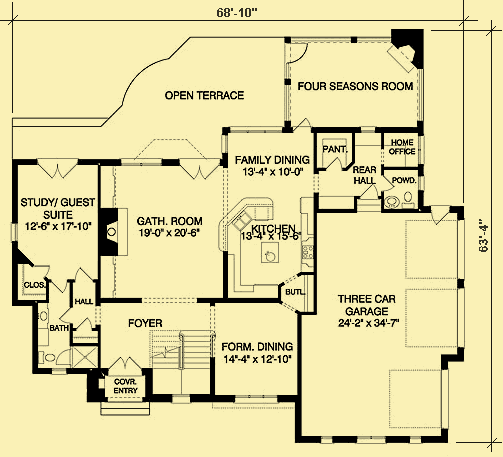 68'-10"
FOUR SEASONS ROOM
OPEN TERRACE
PANT.
HOME
OFFICE
FAMILY DINING
13'-4" x 10'-0"
REAR
HALL
POWD.
STUDY/ GUEST
SUITE
12'-6" x 17'-10"
GATH. ROOM
19'-0" x 20'-6"
KITCHEN
13'-4" x 15'-6"
63'-4"
CLOS.
HALL
BATH
BUTL.
THREE CAR
GARAGE
24'-2" x 34'-7"
FOYER
FORM. DINING
14'-4" x 12'-10"
COVR.
ENTRY